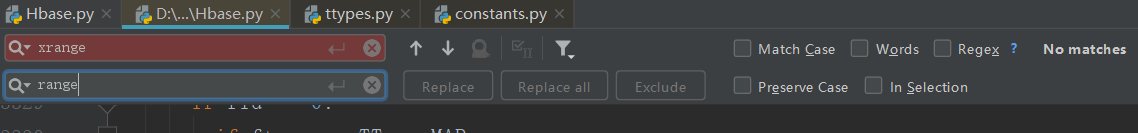 Hbase.py D:\...\Hbase.py ttypes.py constants.py
xrange Match Case Words Regex ? No matches
range Replace Replace all Exclude Preserve Case In Selection